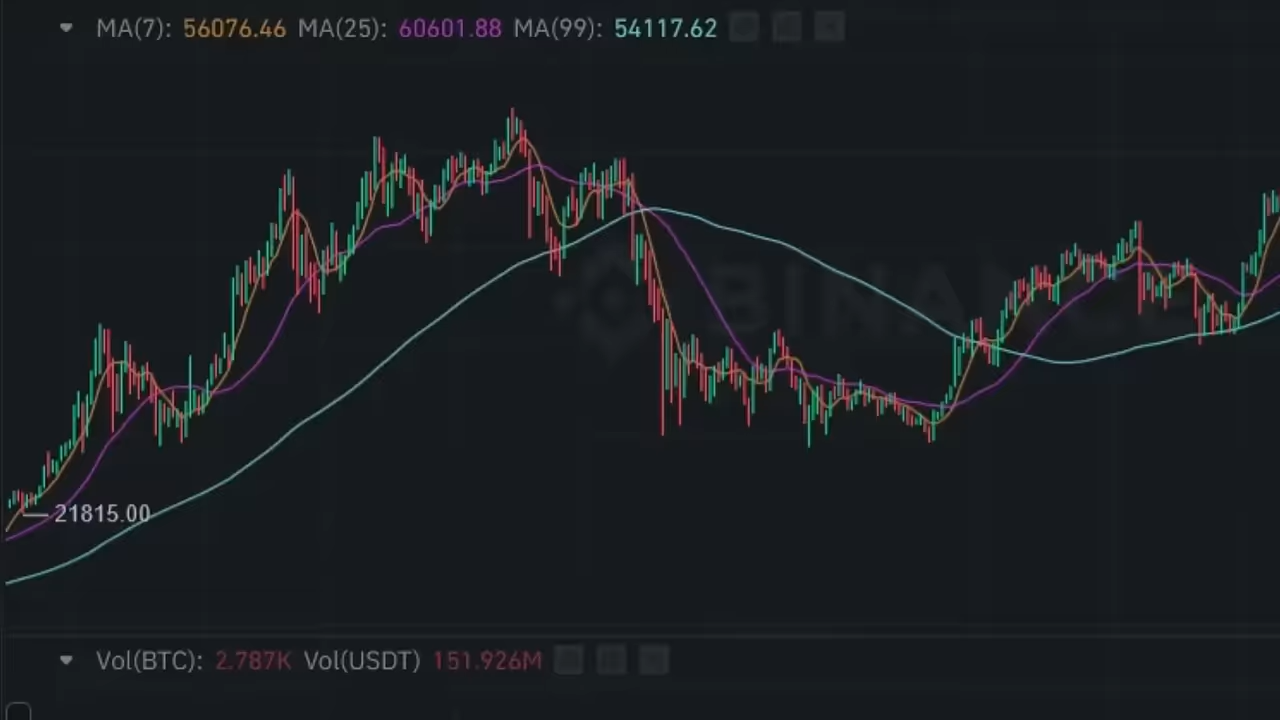 MA(7): 56076.46 MA(25): 60601.88 MA(99): 54117.62
BINANCE
21815.00
Vol(BTC): 2.787K Vol(USDT) 151.926M